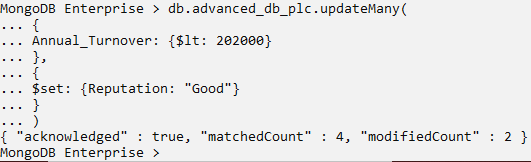 MongoDB Enterprise > db.advanced_db_plc.updateMany(
... {
... Annual_Turnover: {$lt: 202000}
... },
... {
... $set: {Reputation: "Good"}
... }
... )
{ "acknowledged" : true, "matchedCount" : 4, "modifiedCount" : 2 }
MongoDB Enterprise >